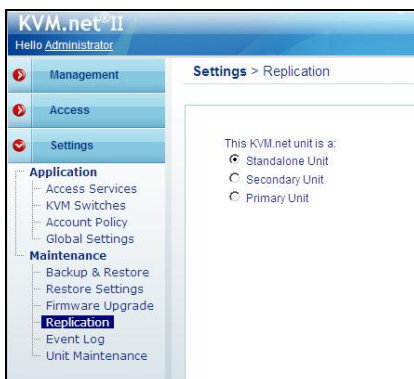 KVM.net®II
Hello Administrator
Management
Access
Settings
Application
Access Services
KVM Switches
Account Policy
Global Settings
Maintenance
Backup & Restore
Restore Settings
Firmware Upgrade
Replication
Event Log
Unit Maintenance
Settings > Replication
This KVM.net unit is a:
Standalone Unit
Secondary Unit
Primary Unit